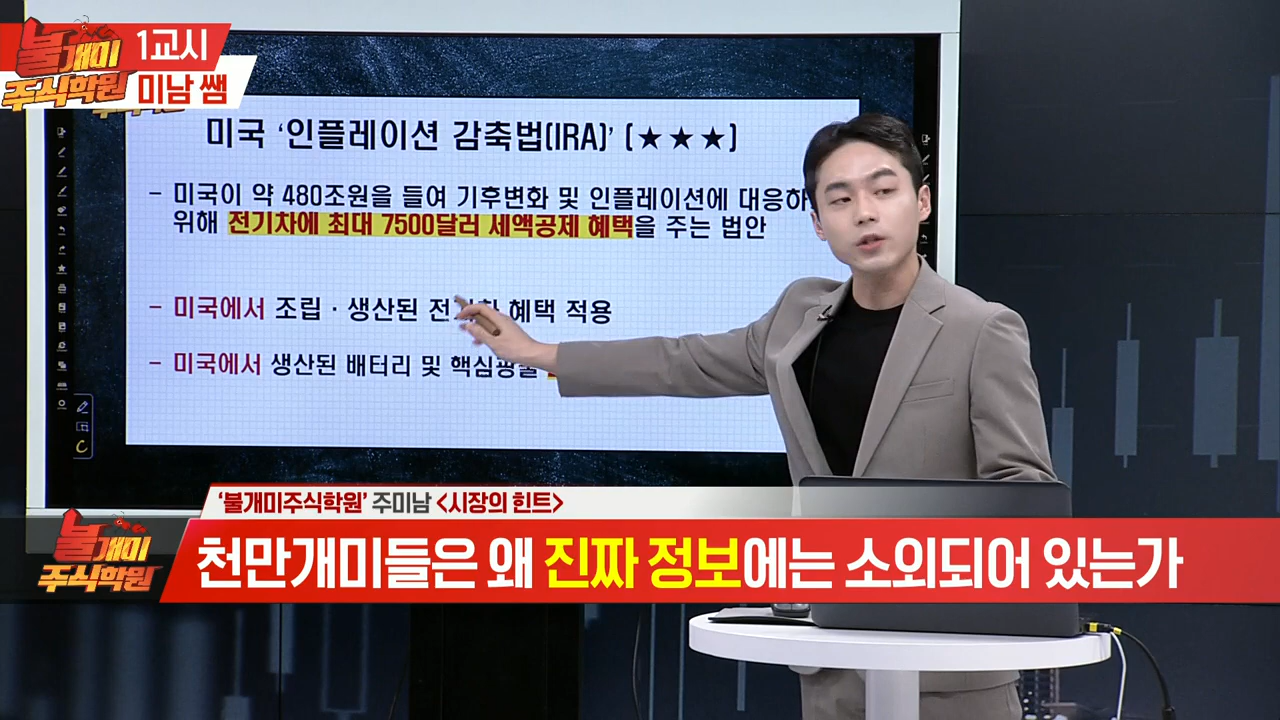 불개미
주식학원
1교시
미남 쌤
미국 ‘인플레이션 감축법(IRA)’ (★★★)
– 미국이 약 480조원을 들여 기후변화 및 인플레이션에 대응하
위해 전기차에 최대 7500달러 세액공제 혜택을 주는 법안
– 미국에서 조립 · 생산된 혜택 적용
– 미국에서 생산된 배터리 및 핵심광물
‘불개미주식학원’ 주미남 <시장의 힌트>
불개미
주식학원
천만개미들은 왜 진짜 정보에는 소외되어 있는가